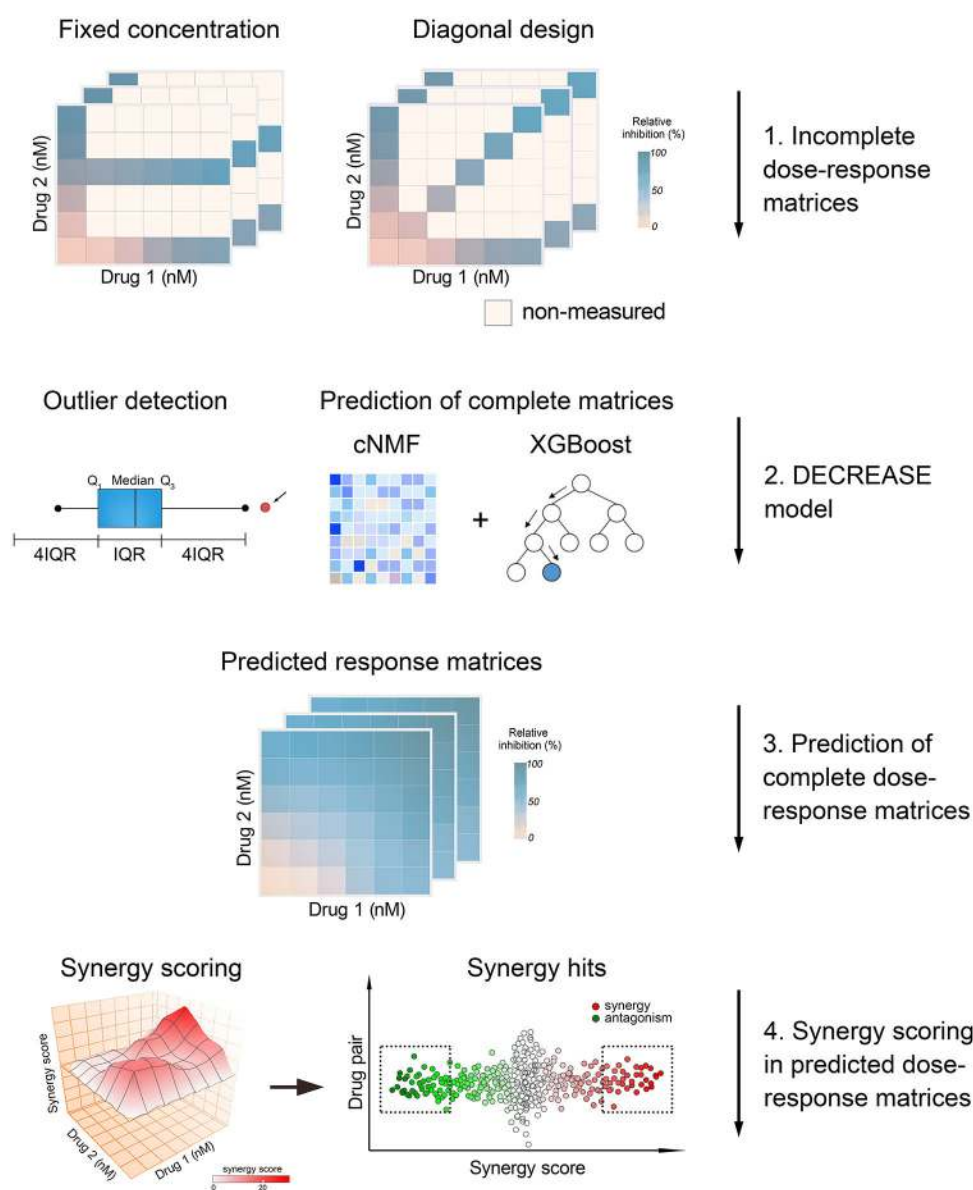 Fixed concentration
Diagonal design
Drug 2 (nM)
Drug 1 (nM)
Drug 2 (nM)
Drug 1 (nM)
Relative
inhibition (%)
100
50
0
non-measured
1. Incomplete
dose-response
matrices
Outlier detection
Q1 Median Q3
4IQR IQR 4IQR
Prediction of complete matrices
cNMF
+
XGBoost
2. DECREASE
model
Predicted response matrices
Drug 2 (nM)
Drug 1 (nM)
Relative
inhibition (%)
100
50
0
3. Prediction of
complete dose-
response matrices
Synergy scoring
Synergy score
Drug 2 (nM)
Drug 1 (nM)
synergy score
0 20
Synergy hits
synergy
antagonism
Drug pair
Synergy score
4. Synergy scoring
in predicted dose-
response matrices